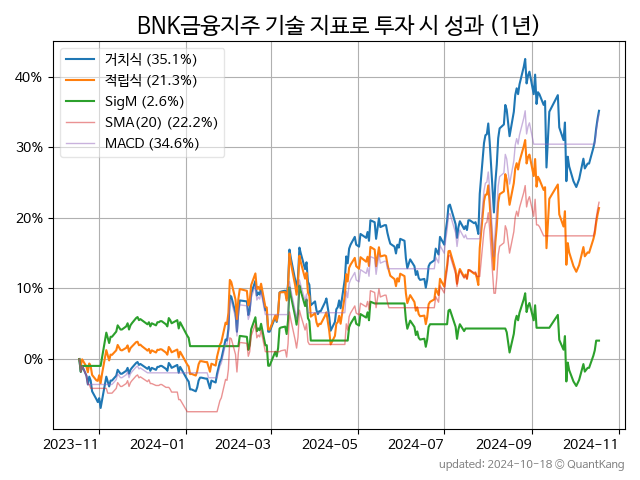 BNK금융지주 기술 지표로 투자 시 성과 (1년)
거치식 (35.1%)
적립식 (21.3%)
SigM (2.6%)
SMA(20) (22.2%)
MACD (34.6%)
40%
30%
20%
10%
0%
2023-11 2024-01 2024-03 2024-05 2024-07 2024-09 2024-11
updated: 2024-10-18 © QuantKang